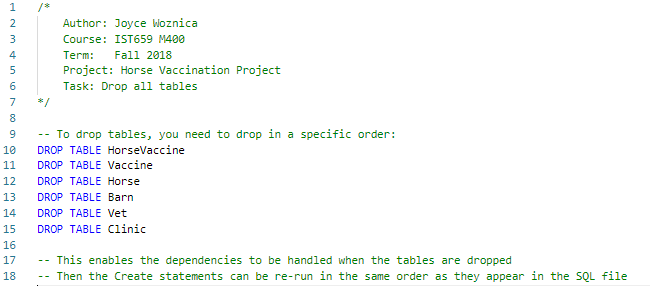 1 /*
2 Author: Joyce Woznica
3 Course: IST659 M400
4 Term: Fall 2018
5 Project: Horse Vaccination Project
6 Task: Drop all tables
7 */
8
9 -- To drop tables, you need to drop in a specific order:
10 DROP TABLE HorseVaccine
11 DROP TABLE Vaccine
12 DROP TABLE Horse
13 DROP TABLE Barn
14 DROP TABLE Vet
15 DROP TABLE Clinic
16
17 -- This enables the dependencies to be handled when the tables are dropped
18 -- Then the Create statements can be re-run in the same order as they appear in the SQL file